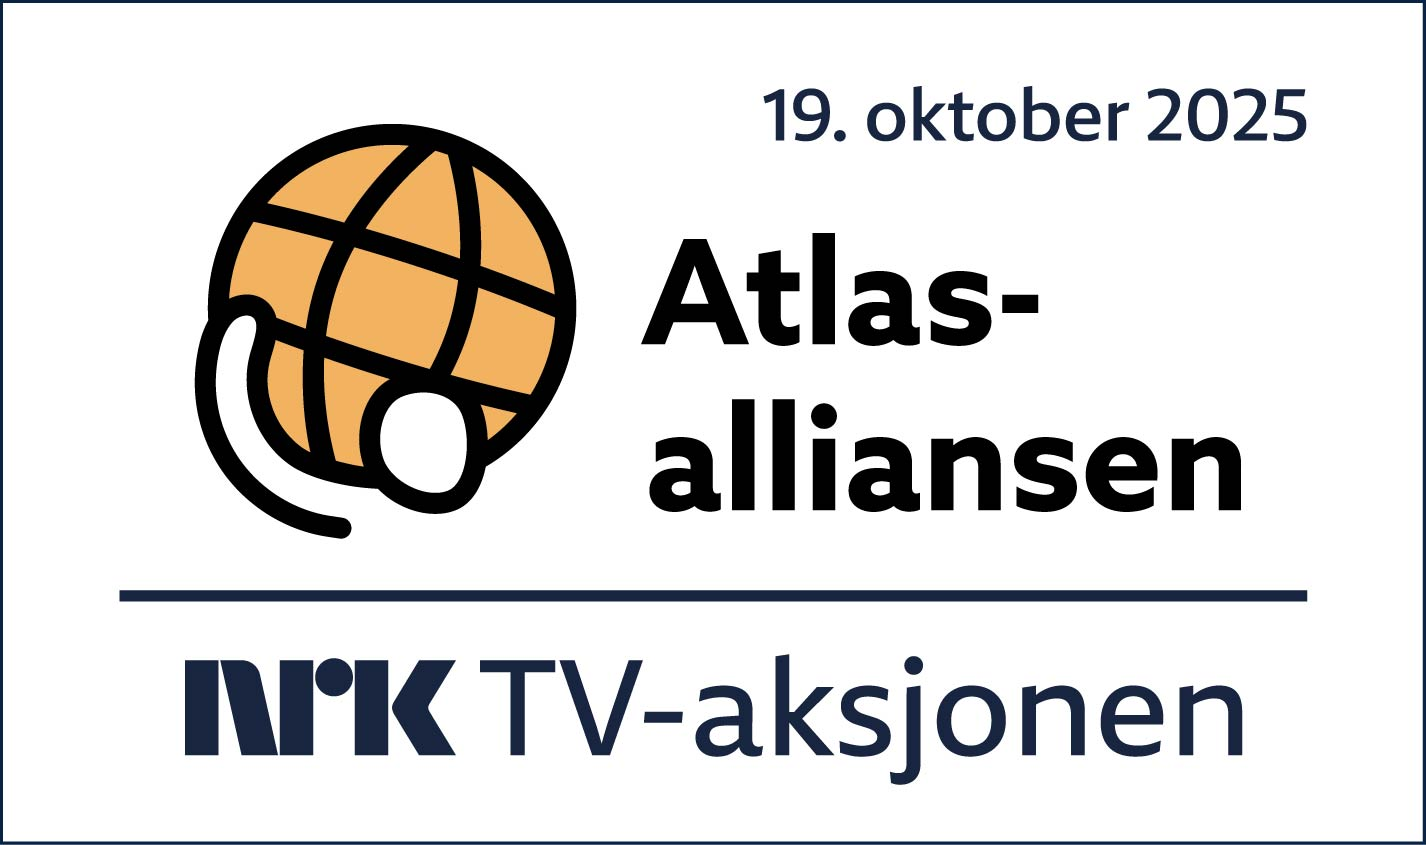 19. oktober 2025
Atlas-
alliansen
NRK TV-aksjonen